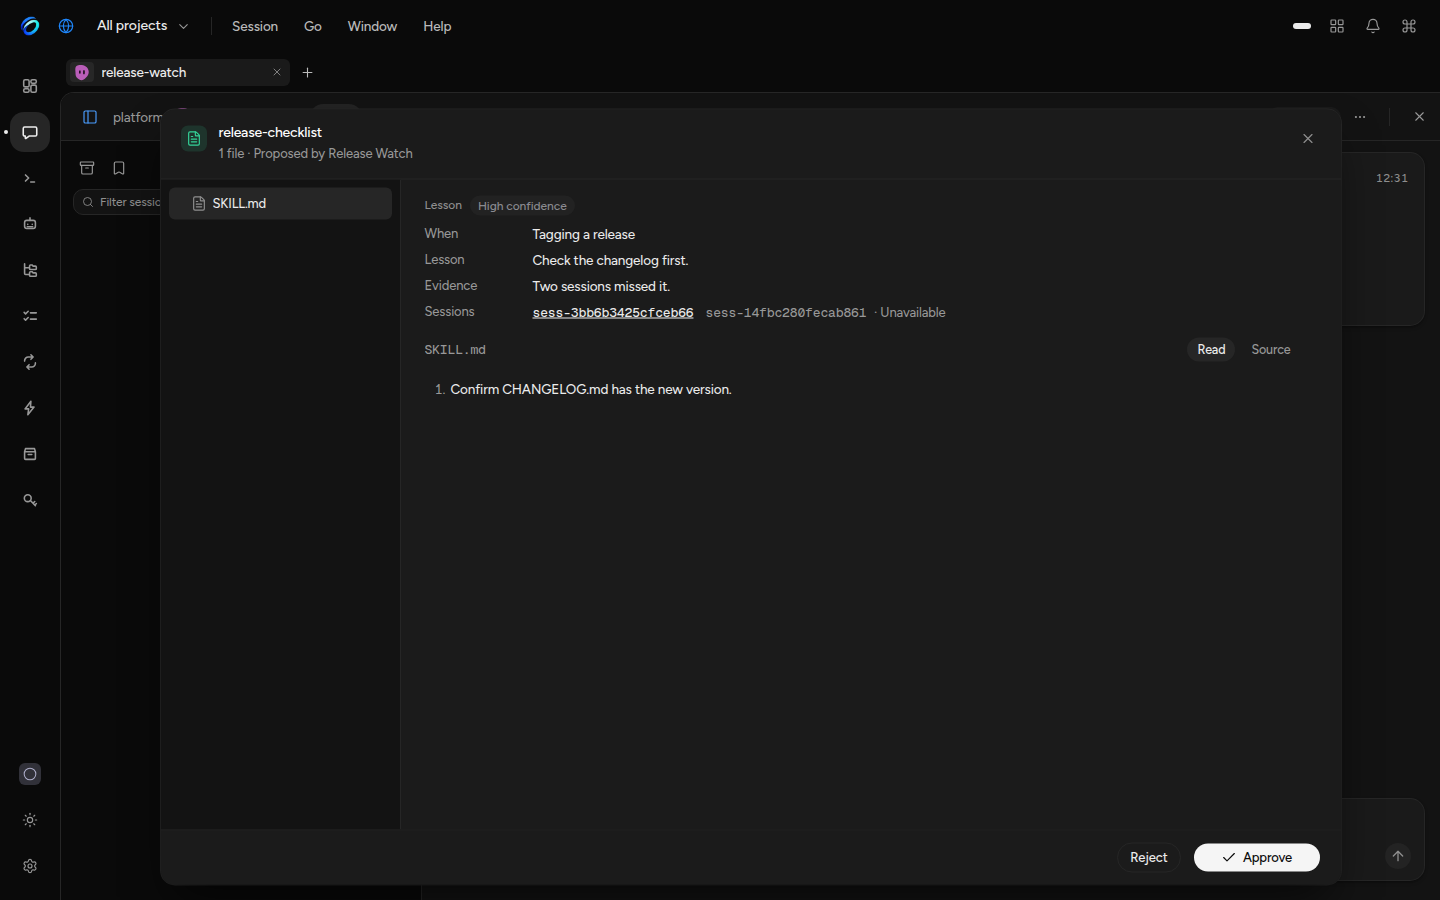 All projects
Session
Go
Window
Help
release-watch
platform
12:31
Filter sessic
release-checklist
1 file · Proposed by Release Watch
SKILL.md
Lesson High confidence
When Tagging a release
Lesson Check the changelog first.
Evidence Two sessions missed it.
Sessions sess-3bb6b3425cfceb66 sess-14fbc280fecab861 · Unavailable
SKILL.md
Read
Source
1. Confirm CHANGELOG.md has the new version.
Reject
Approve